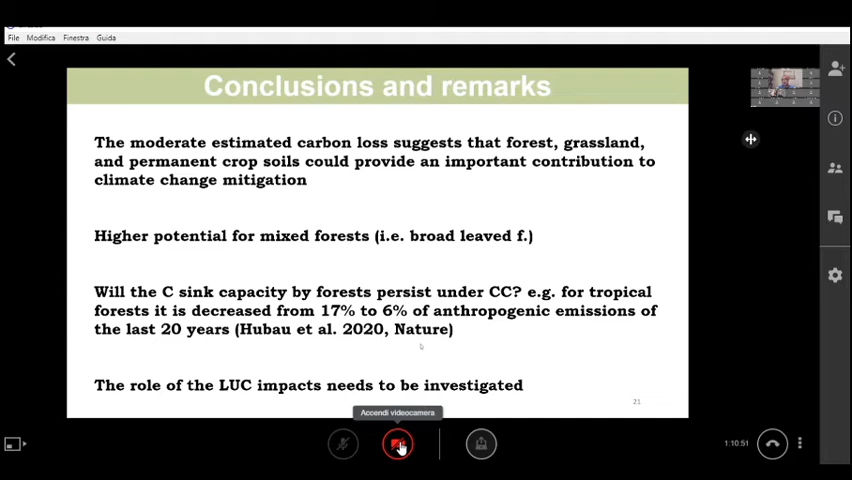 File Modifica Finestra Guida
Conclusions and remarks
The moderate estimated carbon loss suggests that forest, grassland,
and permanent crop soils could provide an important contribution to
climate change mitigation
Higher potential for mixed forests (i.e. broad leaved f.)
Will the C sink capacity by forests persist under CC? e.g. for tropical
forests it is decreased from 17% to 6% of anthropogenic emissions of
the last 20 years (Hubau et al. 2020, Nature)
The role of the LUC impacts needs to be investigated
21
Accendi videocamera
1:10:51